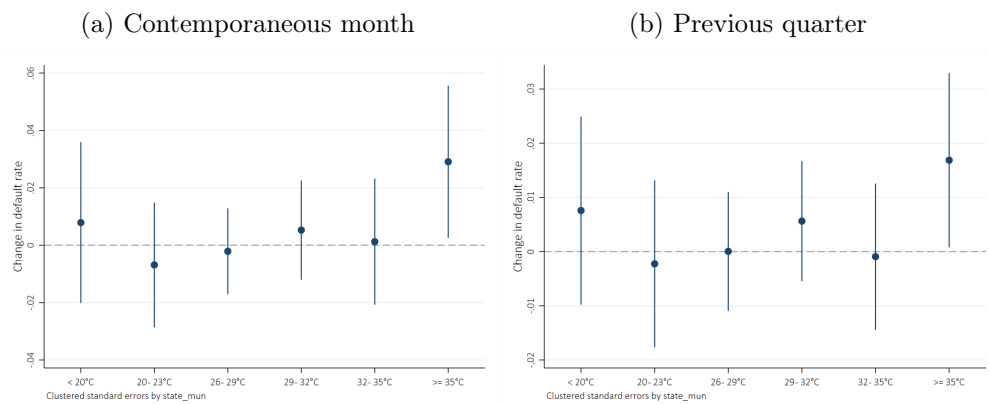 (a) Contemporaneous month
Change in default rate
.06
.04
.02
0
-.02
-.04
< 20°C
20- 23°C
26- 29°C
29- 32°C
32- 35°C
>= 35°C
Clustered standard errors by state_mun
(b) Previous quarter
Change in default rate
.03
.02
.01
0
-.01
-.02
< 20°C
20- 23°C
26- 29°C
29- 32°C
32- 35°C
>= 35°C
Clustered standard errors by state_mun